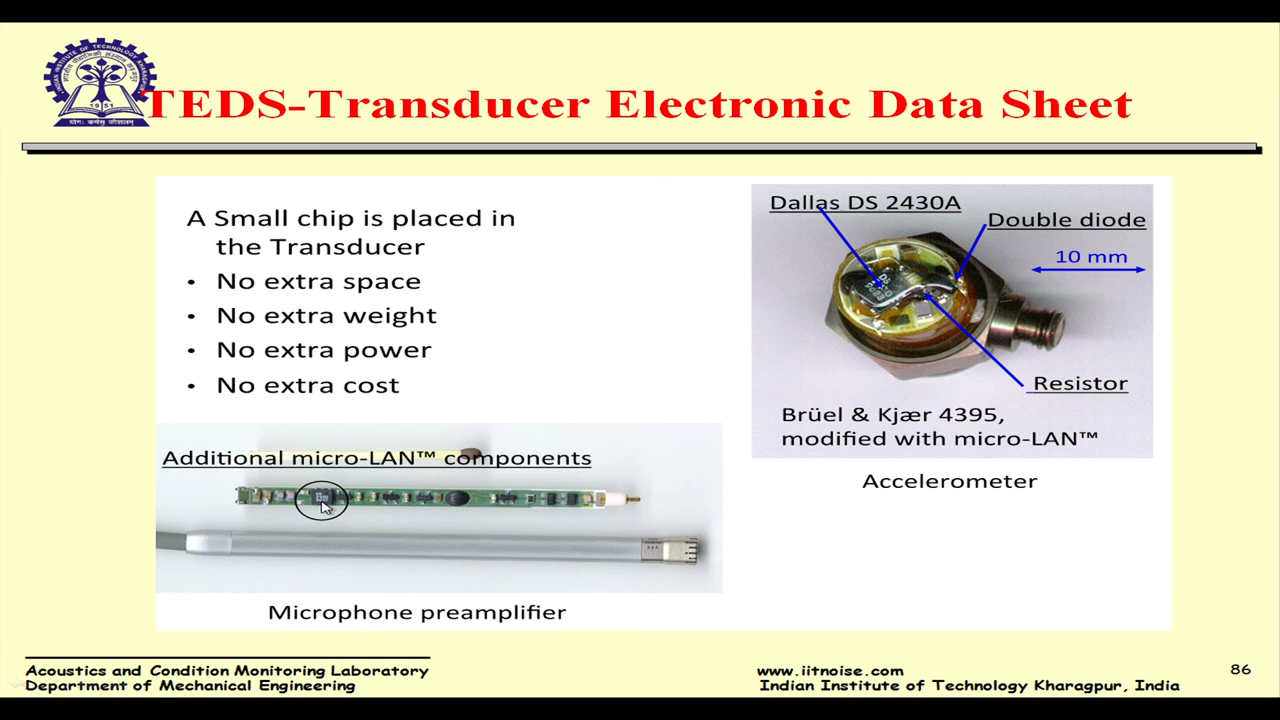 TEDS-Transducer Electronic Data Sheet
A Small chip is placed in
the Transducer
• No extra space
• No extra weight
• No extra power
• No extra cost
Dallas DS 2430A
Double diode
10 mm
Resistor
Brüel & Kjær 4395,
modified with micro-LAN™
Accelerometer
Additional micro-LAN™ components
Microphone preamplifier
Acoustics and Condition Monitoring Laboratory
Department of Mechanical Engineering
www.iitnoise.com
Indian Institute of Technology Kharagpur, India
86